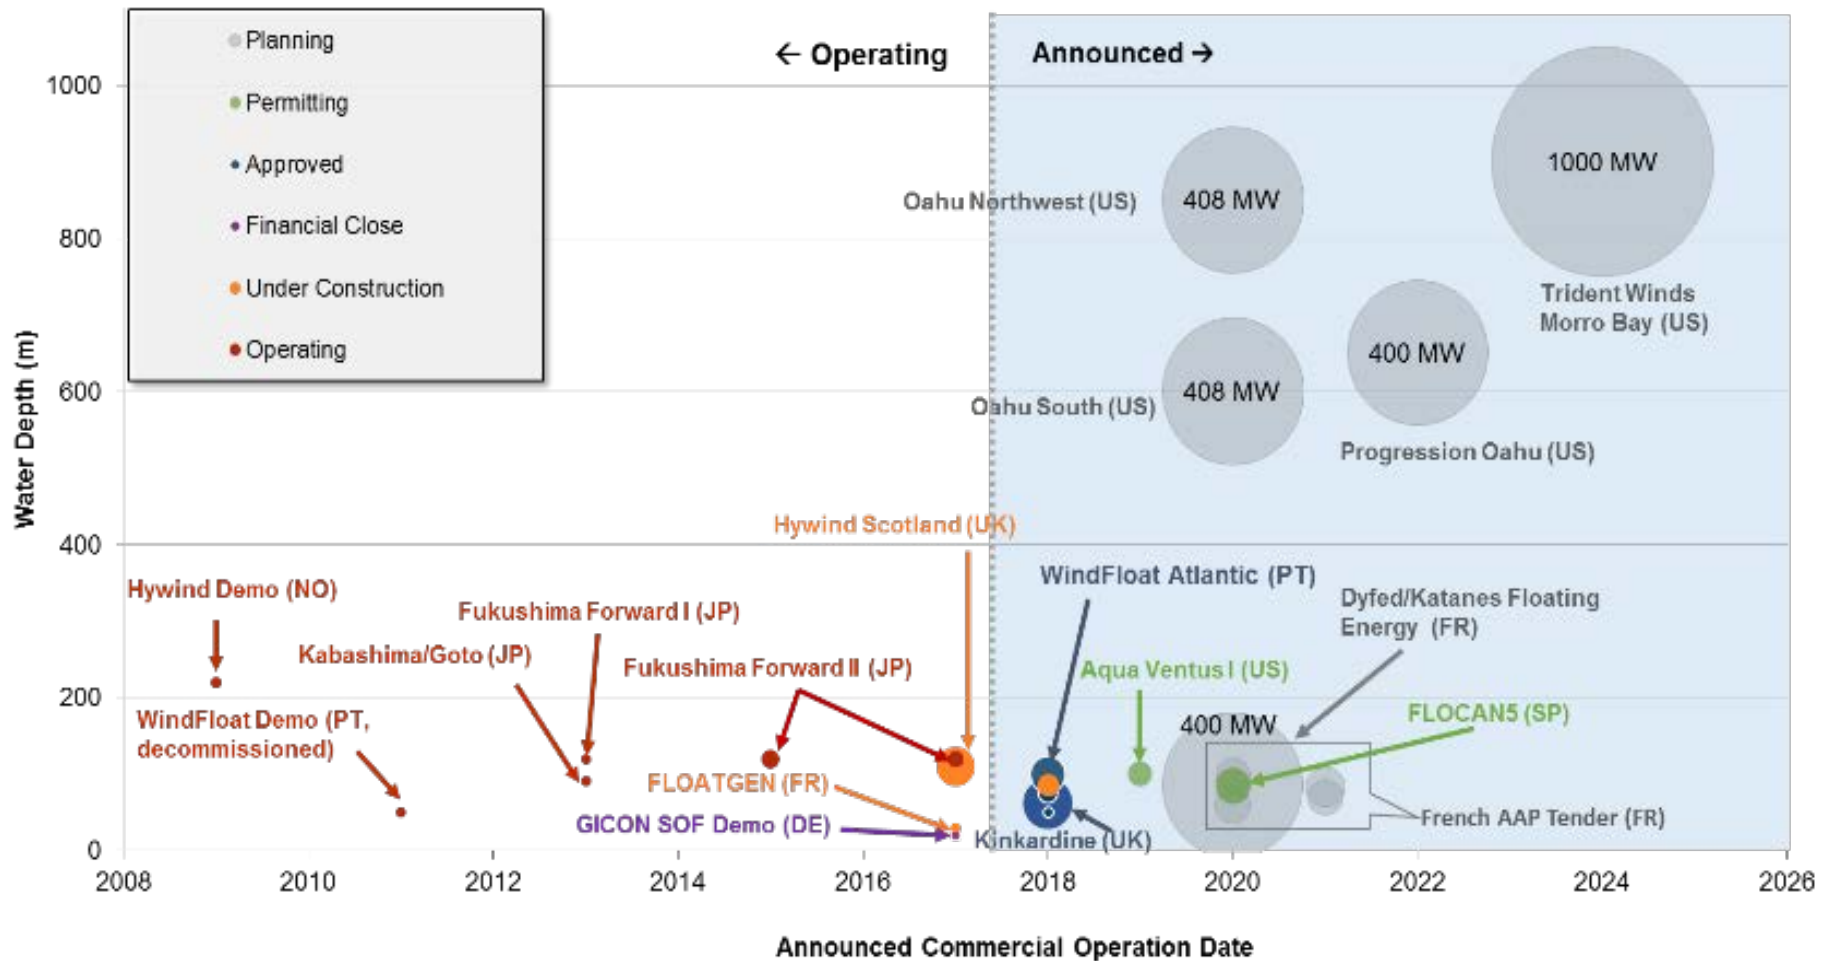 Planning
Permitting
Approved
Financial Close
Under Construction
Operating
← Operating
Announced →
1000
800
600
400
200
0
Water Depth (m)
1000 MW
Oahu Northwest (US)
408 MW
Trident Winds
Morro Bay (US)
400 MW
408 MW
Oahu South (US)
Progression Oahu (US)
Hywind Scotland (UK)
Hywind Demo (NO)
Fukushima Forward I (JP)
Kabashima/Goto (JP)
Fukushima Forward II (JP)
WindFloat Demo (PT,
decommissioned)
FLOATGEN (FR)
GICON SOF Demo (DE)
WindFloat Atlantic (PT)
Dyfed/Katanes Floating
Energy (FR)
Aqua Ventus I (US)
400 MW
FLOCAN5 (SP)
French AAP Tender (FR)
Kinkardine (UK)
2008
2010
2012
2014
2016
2018
2020
2022
2024
2026
Announced Commercial Operation Date